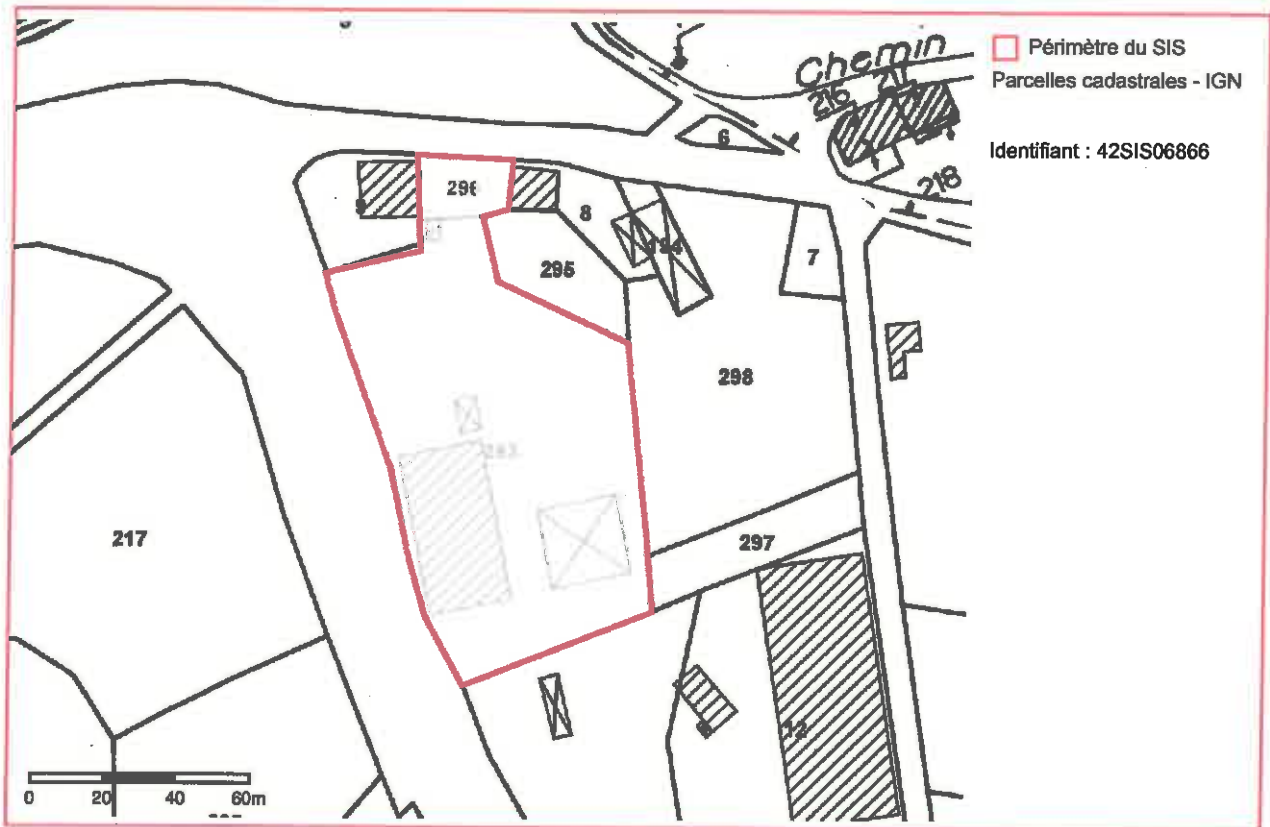 Périmètre du SIS
Parcelles cadastrales - IGN
Identifiant : 42SIS06866
Chemin
216
218
6
296
8
194
7
295
298
217
297
12
0 20 40 60m